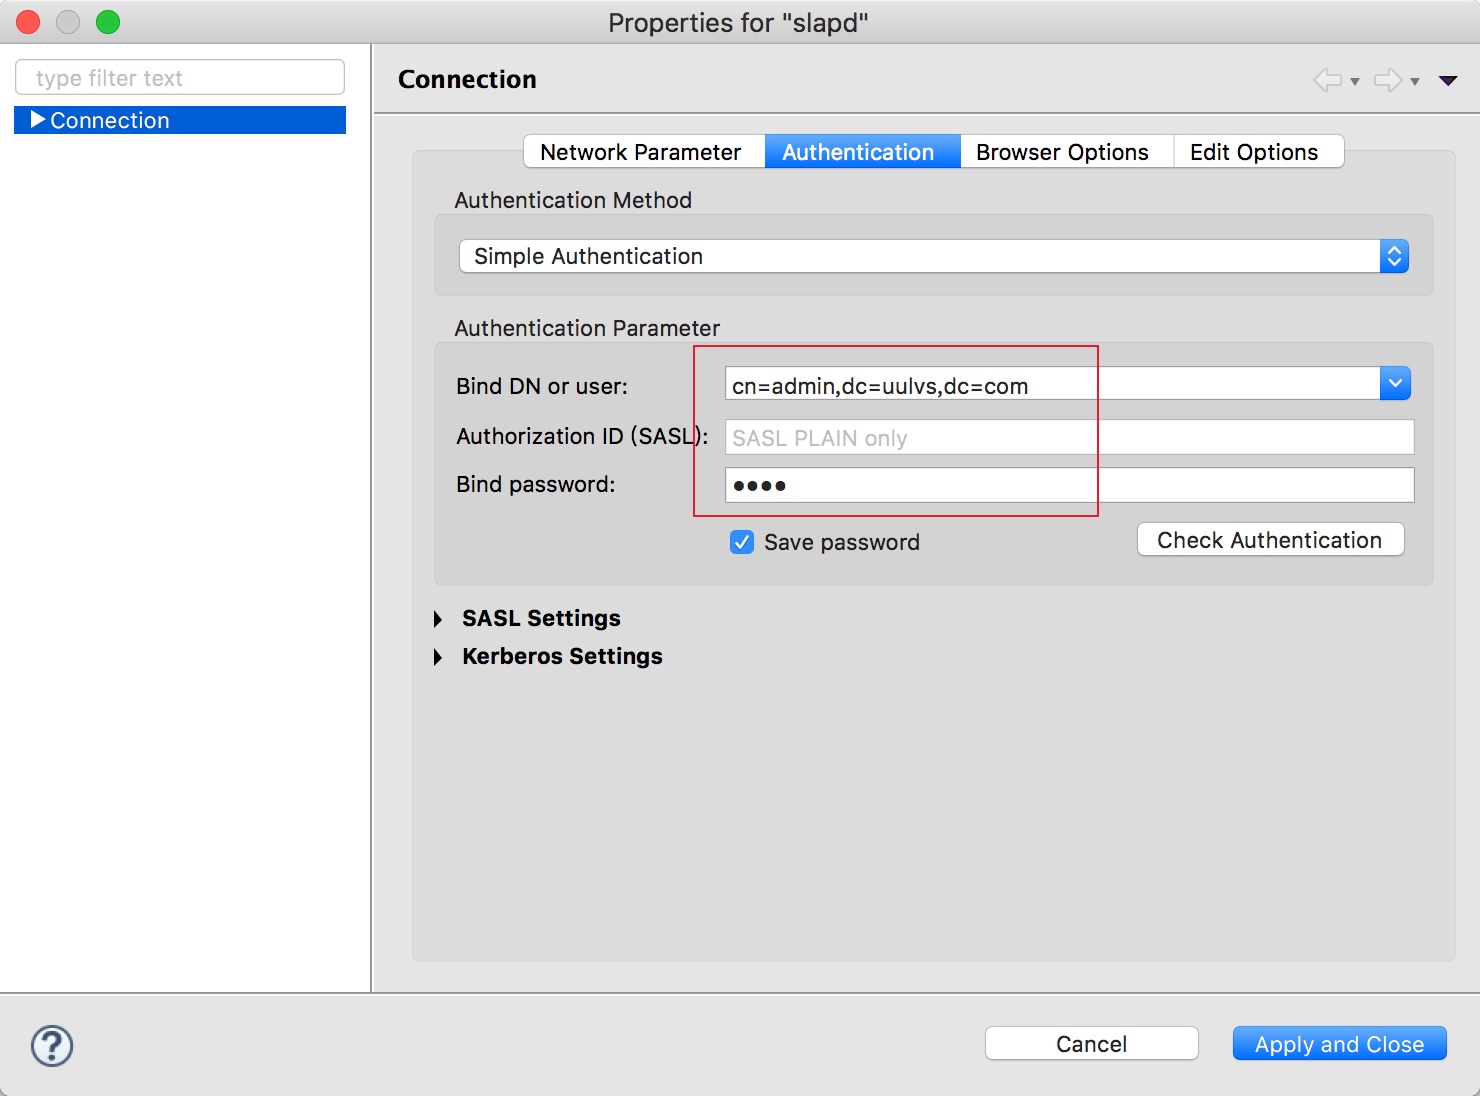 Properties for "slapd"
type filter text
Connection
Connection
Network Parameter Authentication Browser Options Edit Options
Authentication Method
Simple Authentication
Authentication Parameter
Bind DN or user: cn=admin,dc=uulvs,dc=com
Authorization ID (SASL): SASL PLAIN only
Bind password: ●●●●
Save password Check Authentication
SASL Settings
Kerberos Settings
? Cancel Apply and Close